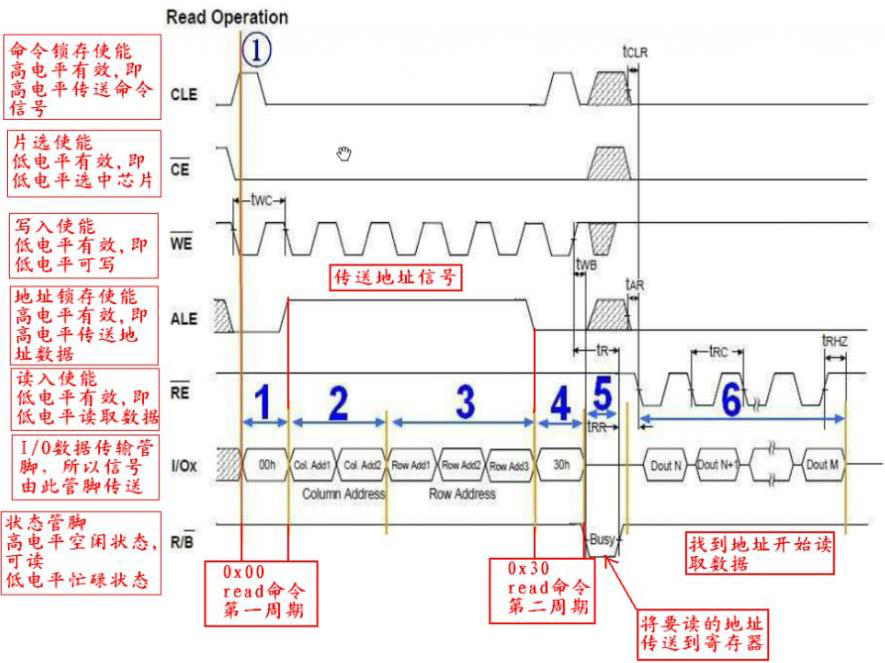 Read Operation
①
命令锁存使能
高电平有效,即
高电平传送命令
信号
CLE
tCLR
片选使能
低电平有效,即
低电平选中芯片
CE
写入使能
低电平有效,即
低电平可写
WE
tWC
tWB
传送地址信号
地址锁存使能
高电平有效,即
高电平传送地
址数据
ALE
tAR
tR
tRC
tRHZ
读入使能
低电平有效,即
低电平读取数据
RE
1
2
3
4
5
6
tRR
I/O数据传输管
脚,所以信号
由此管脚传送
I/Ox
00h
Col. Add1
Col. Add2
Row Add1
Row Add2
Row Add3
30h
Dout N
Dout N+1
Dout M
Column Address
Row Address
状态管脚
高电平空闲状态,
可读
低电平忙碌状态
R/B
Busy
0x00
read命令
第一周期
0x30
read命令
第二周期
找到地址开始读
取数据
将要读的地址
传送到寄存器